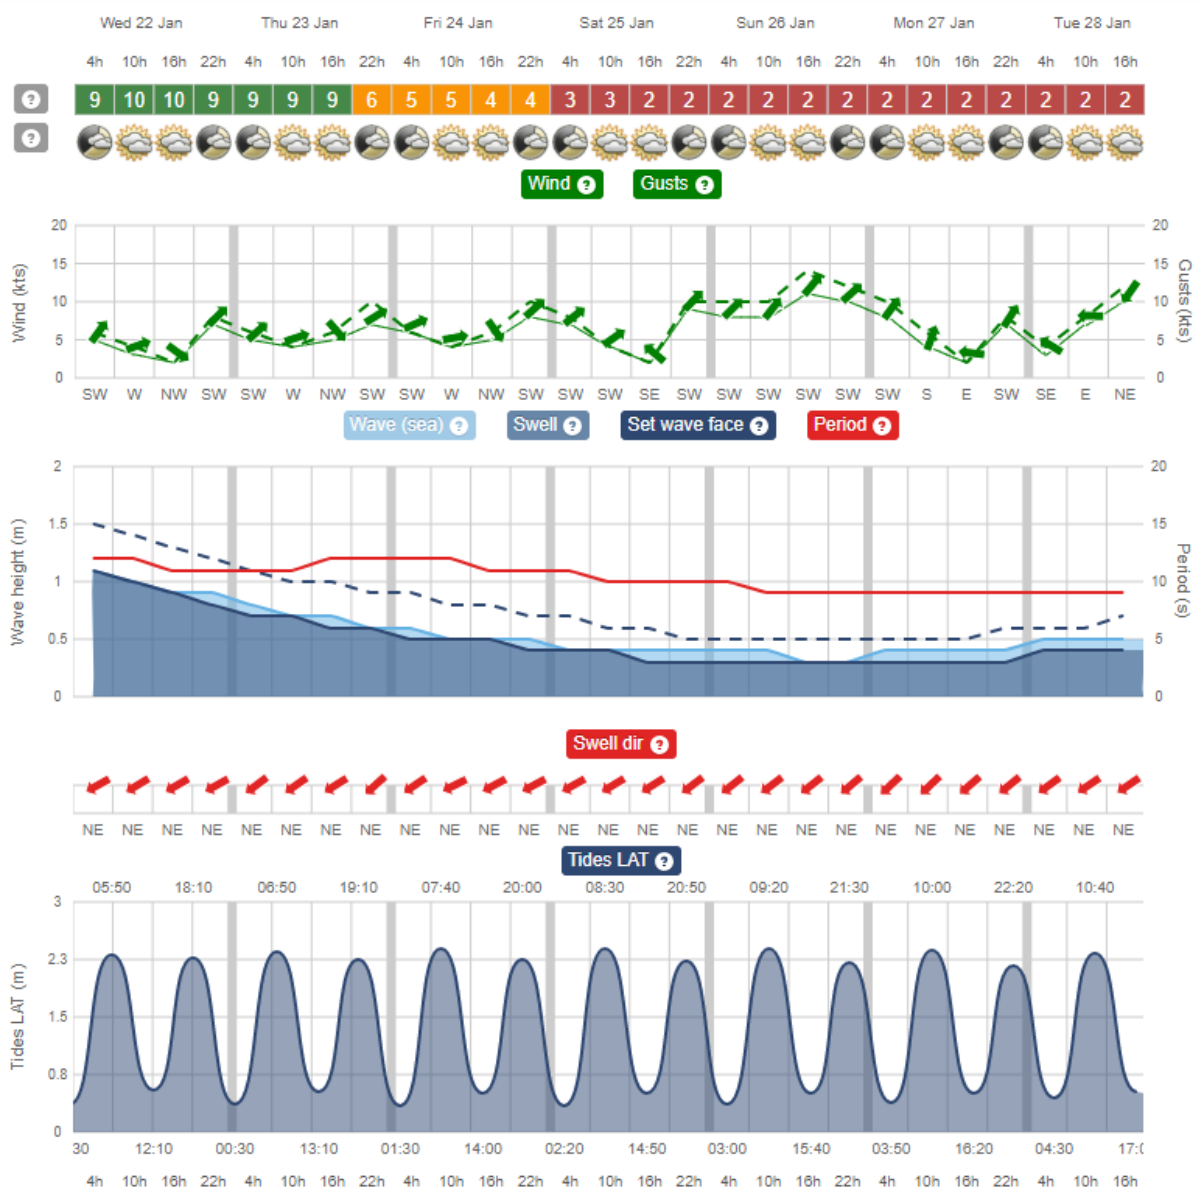 Wed 22 Jan Thu 23 Jan Fri 24 Jan Sat 25 Jan Sun 26 Jan Mon 27 Jan Tue 28 Jan
4h 10h 16h 22h 4h 10h 16h 22h 4h 10h 16h 22h 4h 10h 16h 22h 4h 10h 16h 22h 4h 10h 16h 22h 4h 10h 16h
? 9 10 10 9 9 9 9 6 5 5 4 4 3 3 2 2 2 2 2 2 2 2 2 2 2 2 2
?
Wind ? Gusts ?
20 20
15 15
10 10
5 5
0 0
Wind (kts)
Gusts (kts)
SW W NW SW SW W NW SW SW W NW SW SW SW SE SW SW SW SW SW SW S E SW SE E NE
Wave (sea) ? Swell ? Set wave face ? Period ?
2 20
1.5 15
1 10
0.5 5
0 0
Wave height (m)
Period (s)
Swell dir ?
NE NE NE NE NE NE NE NE NE NE NE NE NE NE NE NE NE NE NE NE NE NE NE NE NE NE NE
Tides LAT ?
05:50 18:10 06:50 19:10 07:40 20:00 08:30 20:50 09:20 21:30 10:00 22:20 10:40
3
2.3
1.5
0.8
0
Tides LAT (m)
30 12:10 00:30 13:10 01:30 14:00 02:20 14:50 03:00 15:40 03:50 16:20 04:30 17:0
4h 10h 16h 22h 4h 10h 16h 22h 4h 10h 16h 22h 4h 10h 16h 22h 4h 10h 16h 22h 4h 10h 16h 22h 4h 10h 16h